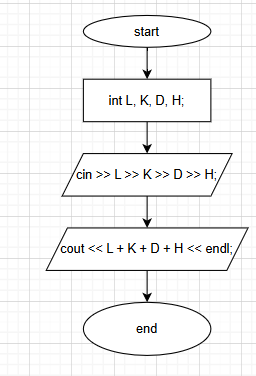 start
int L, K, D, H;
cin >> L >> K >> D >> H;
cout << L + K + D + H << endl;
end